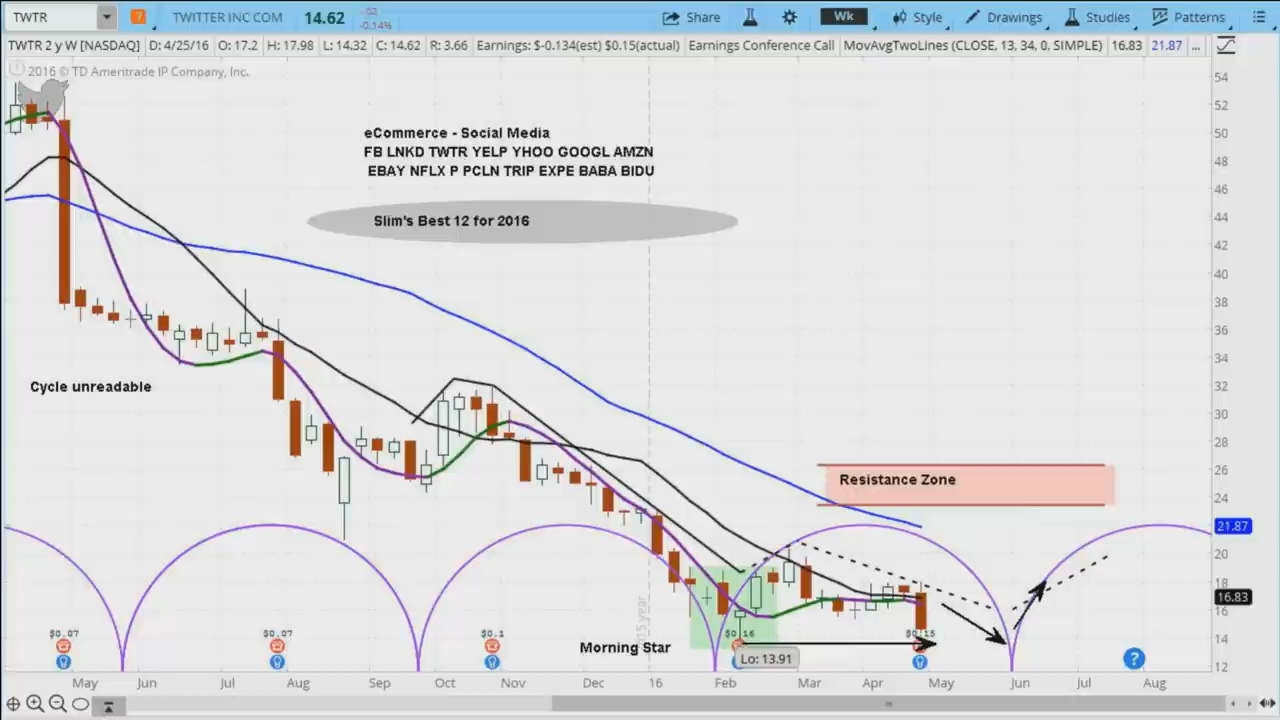 TWTR TWITTER INC COM 14.62 -.02 -0.14% Share Wk Style Drawings Studies Patterns
TWTR 2 y W [NASDAQ] D: 4/25/16 O: 17.2 H: 17.98 L: 14.32 C: 14.62 R: 3.66 Earnings: $-0.134(est) $0.15(actual) Earnings Conference Call MovAvgTwoLines (CLOSE, 13, 34, 0, SIMPLE) 16.83 21.87 ...
2016 © TD Ameritrade IP Company, Inc.
54
52
50
48
46
44
42
40
38
36
34
32
30
28
26
24
21.87
20
18
16.83
16
14
12
eCommerce - Social Media
FB LNKD TWTR YELP YHOO GOOGL AMZN
EBAY NFLX P PCLN TRIP EXPE BABA BIDU
Slim's Best 12 for 2016
Cycle unreadable
Resistance Zone
2015 year
$0.07 $0.07 $0.1 $0.16 $0.15
Morning Star
Lo: 13.91
?
May Jun Jul Aug Sep Oct Nov Dec 16 Feb Mar Apr May Jun Jul Aug